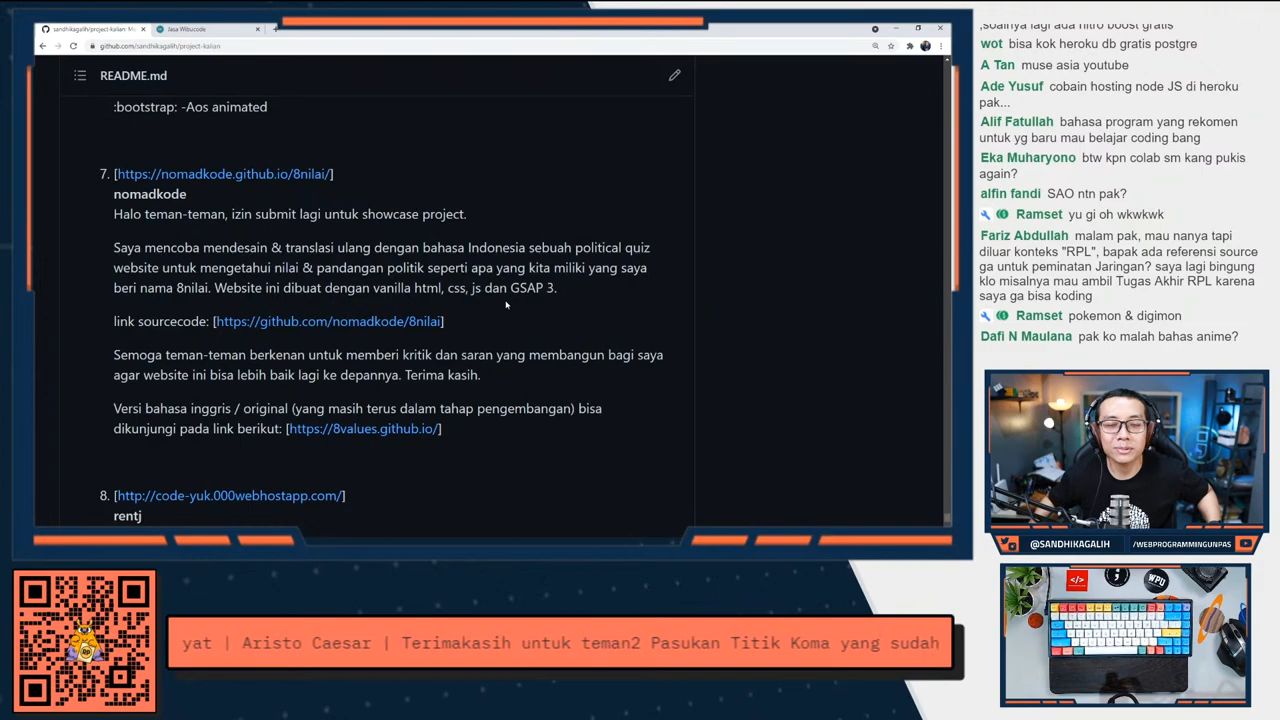 sandhikagalih/project-kalian: Me
Jasa Wibucode
github.com/sandhikagalih/project-kalian
README.md
:bootstrap: -Aos animated
7. [https://nomadkode.github.io/8nilai/]
nomadkode
Halo teman-teman, izin submit lagi untuk showcase project.
Saya mencoba mendesain & translasi ulang dengan bahasa Indonesia sebuah political quiz
website untuk mengetahui nilai & pandangan politik seperti apa yang kita miliki yang saya
beri nama 8nilai. Website ini dibuat dengan vanilla html, css, js dan GSAP 3.
link sourcecode: [https://github.com/nomadkode/8nilai]
Semoga teman-teman berkenan untuk memberi kritik dan saran yang membangun bagi saya
agar website ini bisa lebih baik lagi ke depannya. Terima kasih.
Versi bahasa inggris / original (yang masih terus dalam tahap pengembangan) bisa
dikunjungi pada link berikut: [https://8values.github.io/]
8. [http://code-yuk.000webhostapp.com/]
rentj
,soalnya lagi ada nitro boost gratis
wot bisa kok heroku db gratis postgre
A Tan muse asia youtube
Ade Yusuf cobain hosting node JS di heroku
pak...
Alif Fatullah bahasa program yang rekomen
untuk yg baru mau belajar coding bang
Eka Muharyono btw kpn colab sm kang pukis
again?
alfin fandi SAO ntn pak?
Ramset yu gi oh wkwkwk
Fariz Abdullah malam pak, mau nanya tapi
diluar konteks "RPL", bapak ada referensi source
ga untuk peminatan Jaringan? saya lagi bingung
klo misalnya mau ambil Tugas Akhir RPL karena
saya ga bisa koding
Ramset pokemon & digimon
Dafi N Maulana pak ko malah bahas anime?
@SANDHIKAGALIH
/WEBPROGRAMMINGUNPAS
</>
;
WPU
yat | Aristo Caesar | Terimakasih untuk teman2 Pasukan Titik Koma yang sudah